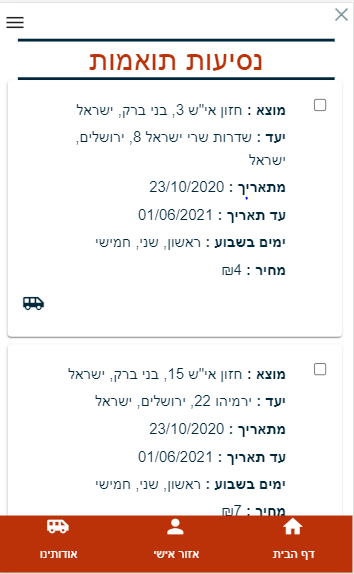 נסיעות תואמות
מוצא : חזון אי"ש 3, בני ברק, ישראל
יעד : שדרות שרי ישראל 8, ירושלים,
ישראל
מתאריך : 23/10/2020
עד תאריך : 01/06/2021
ימים בשבוע : ראשון, שני, חמישי
מחיר : 4₪
מוצא : חזון אי"ש 15, בני ברק, ישראל
יעד : ירמיהו 22, ירושלים, ישראל
מתאריך : 23/10/2020
עד תאריך : 01/06/2021
ימים בשבוע : ראשון, שני, חמישי
מחיר : 7₪
דף הבית
אזור אישי
אודותינו